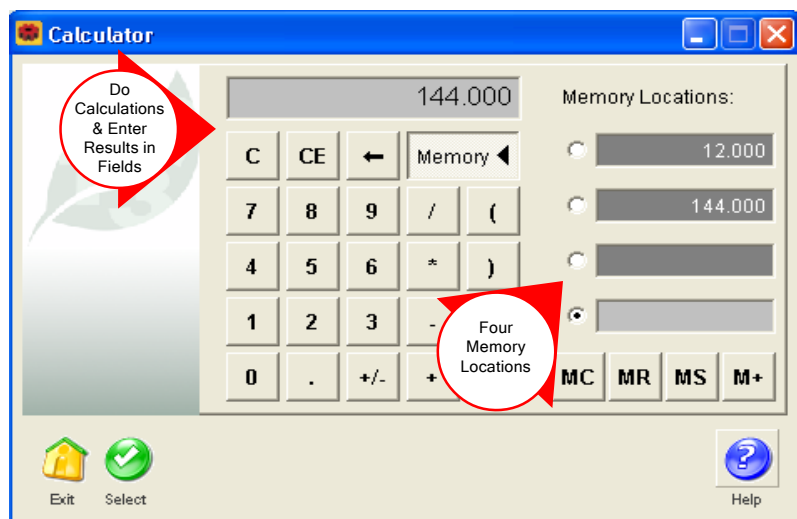 Calculator
Do
Calculations
& Enter
Results in
Fields
144.000
Memory Locations:
C CE ← Memory
12.000
7 8 9 / (
144.000
4 5 6 * )
1 2 3 -
Four
Memory
Locations
0 . +/- +
MC MR MS M+
Exit Select
? Help